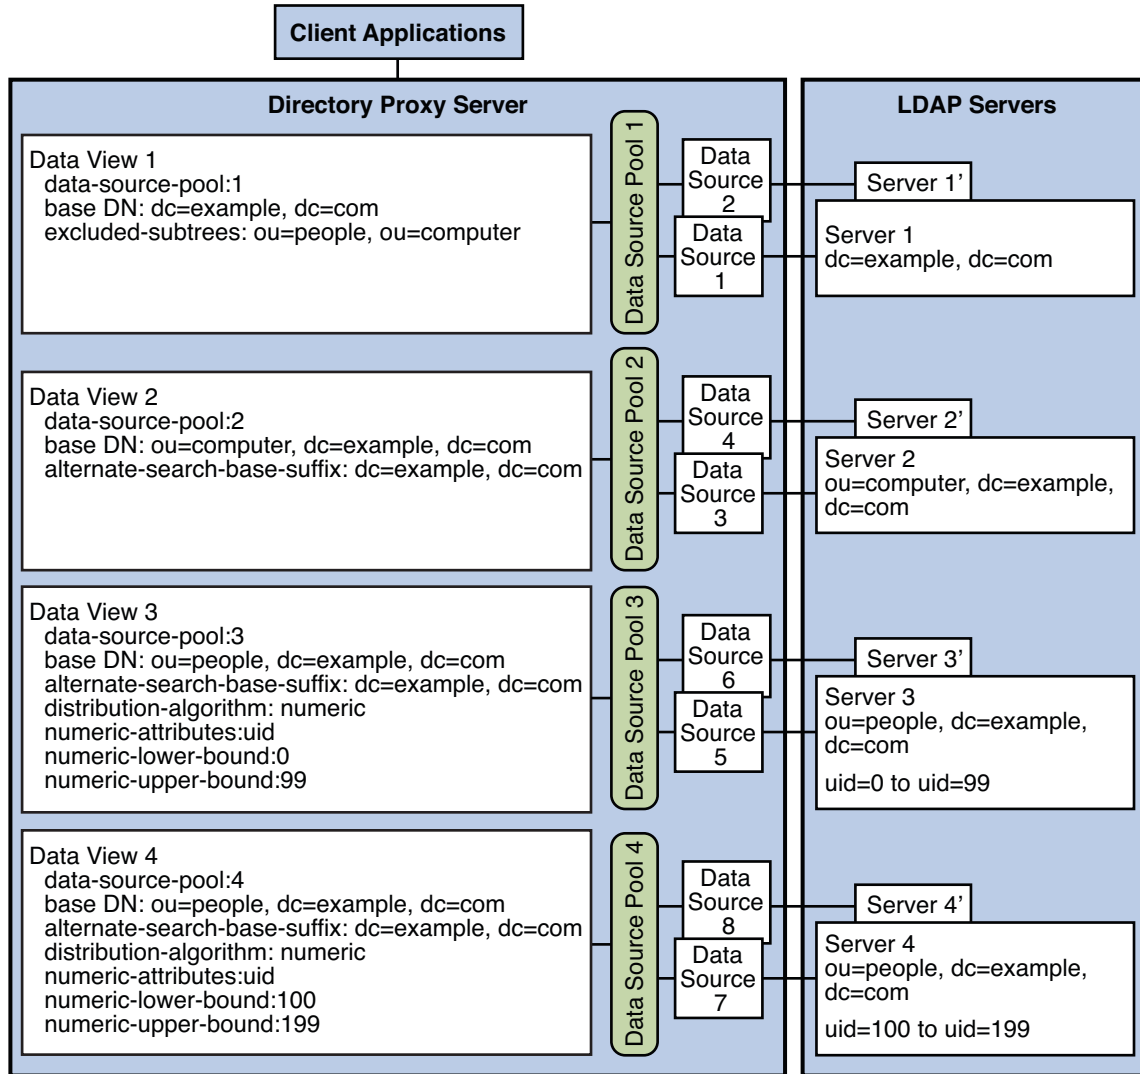 Client Applications
Directory Proxy Server
LDAP Servers
Data View 1
data-source-pool:1
base DN: dc=example, dc=com
excluded-subtrees: ou=people, ou=computer
Data Source Pool 1
Data
Source
2
Data
Source
1
Server 1’
Server 1
dc=example, dc=com
Data View 2
data-source-pool:2
base DN: ou=computer, dc=example, dc=com
alternate-search-base-suffix: dc=example, dc=com
Data Source Pool 2
Data
Source
4
Data
Source
3
Server 2’
Server 2
ou=computer, dc=example,
dc=com
Data View 3
data-source-pool:3
base DN: ou=people, dc=example, dc=com
alternate-search-base-suffix: dc=example, dc=com
distribution-algorithm: numeric
numeric-attributes:uid
numeric-lower-bound:0
numeric-upper-bound:99
Data Source Pool 3
Data
Source
6
Data
Source
5
Server 3’
Server 3
ou=people, dc=example,
dc=com
uid=0 to uid=99
Data View 4
data-source-pool:4
base DN: ou=people, dc=example, dc=com
alternate-search-base-suffix: dc=example, dc=com
distribution-algorithm: numeric
numeric-attributes:uid
numeric-lower-bound:100
numeric-upper-bound:199
Data Source Pool 4
Data
Source
8
Data
Source
7
Server 4’
Server 4
ou=people, dc=example,
dc=com
uid=100 to uid=199